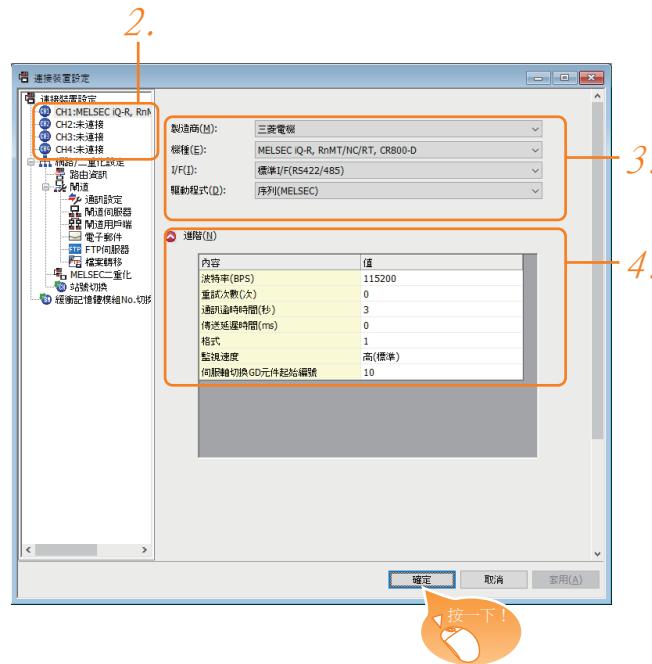 2.
連接裝置設定
連接裝置設定
CH1:MELSEC iQ-R, RnM
CH2:未連接
CH3:未連接
CH4:未連接
網路/二重化設定
路由資訊
閘道
通訊設定
閘道伺服器
閘道用戶端
電子郵件
FTP伺服器
檔案轉移
MELSEC二重化
站號切換
緩衝記憶體模組No.切換
製造商(M): 三菱電機
機種(E): MELSEC iQ-R, RnMT/NC/RT, CR800-D
I/F(I): 標準I/F(RS422/485)
驅動程式(D): 序列(MELSEC)
3.
進階(N)
內容 值
波特率(BPS) 115200
重試次數(次) 0
通訊逾時時間(秒) 3
傳送延遲時間(ms) 0
格式 1
監視速度 高(標準)
伺服軸切換GD元件起始編號 10
4.
確定 取消 套用(A)
按一下!